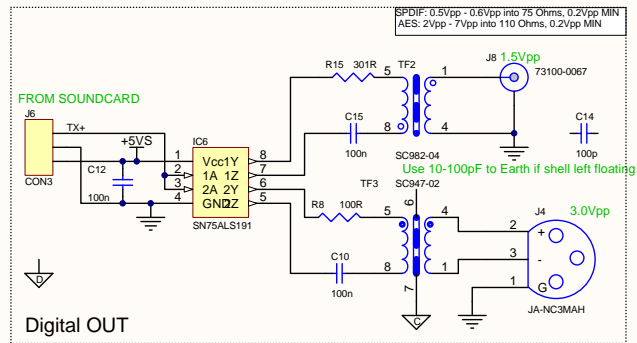 SPDIF: 0.5Vpp - 0.6Vpp into 75 Ohms, 0.2Vpp MIN
AES: 2Vpp - 7Vpp into 110 Ohms, 0.2Vpp MIN
J8 1.5Vpp
73100-0067
R15 301R
TF2
5
1
8
4
C15
100n
SC982-04
C14
100p
FROM SOUNDCARD
J6
TX+
CON3
+5VS
C12
100n
IC6
1 Vcc 1Y 8
2 1A 1Z 7
3 2A 2Y 6
4 GND 2Z 5
SN75ALS191
Use 10-100pF to Earth if shell left floating
TF3
SC947-02
R8 100R
6
5
4
8
1
7
C10
100n
J4
3.0Vpp
2 +
3 -
1 G
JA-NC3MAH
D
C
Digital OUT